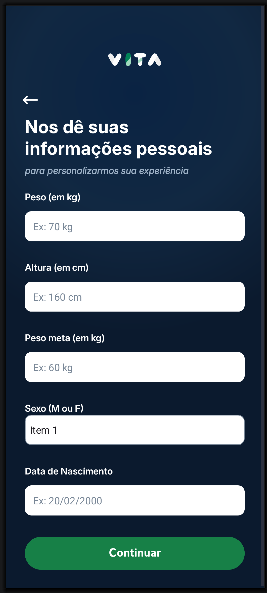 VITA
Nos dê suas
informações pessoais
para personalizarmos sua experiência
Peso (em kg)
Ex: 70 kg
Altura (em cm)
Ex: 160 cm
Peso meta (em kg)
Ex: 60 kg
Sexo (M ou F)
Item 1
Data de Nascimento
Ex: 20/02/2000
Continuar